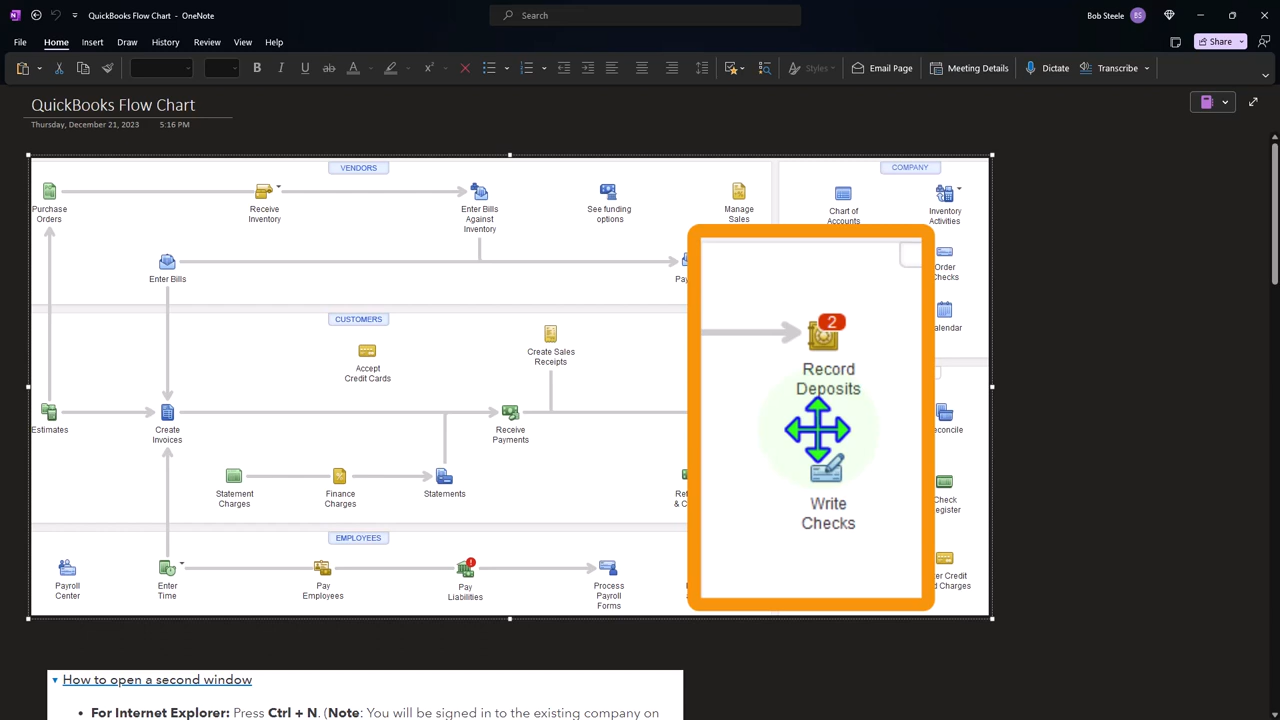 QuickBooks Flow Chart - OneNote
Search
Bob Steele
BS
File
Home
Insert
Draw
History
Review
View
Help
Share
Styles
Email Page
Meeting Details
Dictate
Transcribe
QuickBooks Flow Chart
Thursday, December 21, 2023
5:16 PM
VENDORS
COMPANY
Purchase
Orders
Receive
Inventory
Enter Bills
Against
Inventory
See funding
options
Manage
Sales
Chart of
Accounts
Inventory
Activities
Enter Bills
Order
Checks
CUSTOMERS
Accept
Credit Cards
Create Sales
Receipts
2
Record
Deposits
Write
Checks
Estimates
Create
Invoices
Receive
Payments
Statement
Charges
Finance
Charges
Statements
Check
EMPLOYEES
Payroll
Center
Enter
Time
Pay
Employees
Pay
Liabilities
Process
Payroll
Forms
Credit
Charges
How to open a second window
• For Internet Explorer: Press Ctrl + N. (Note: You will be signed in to the existing company on